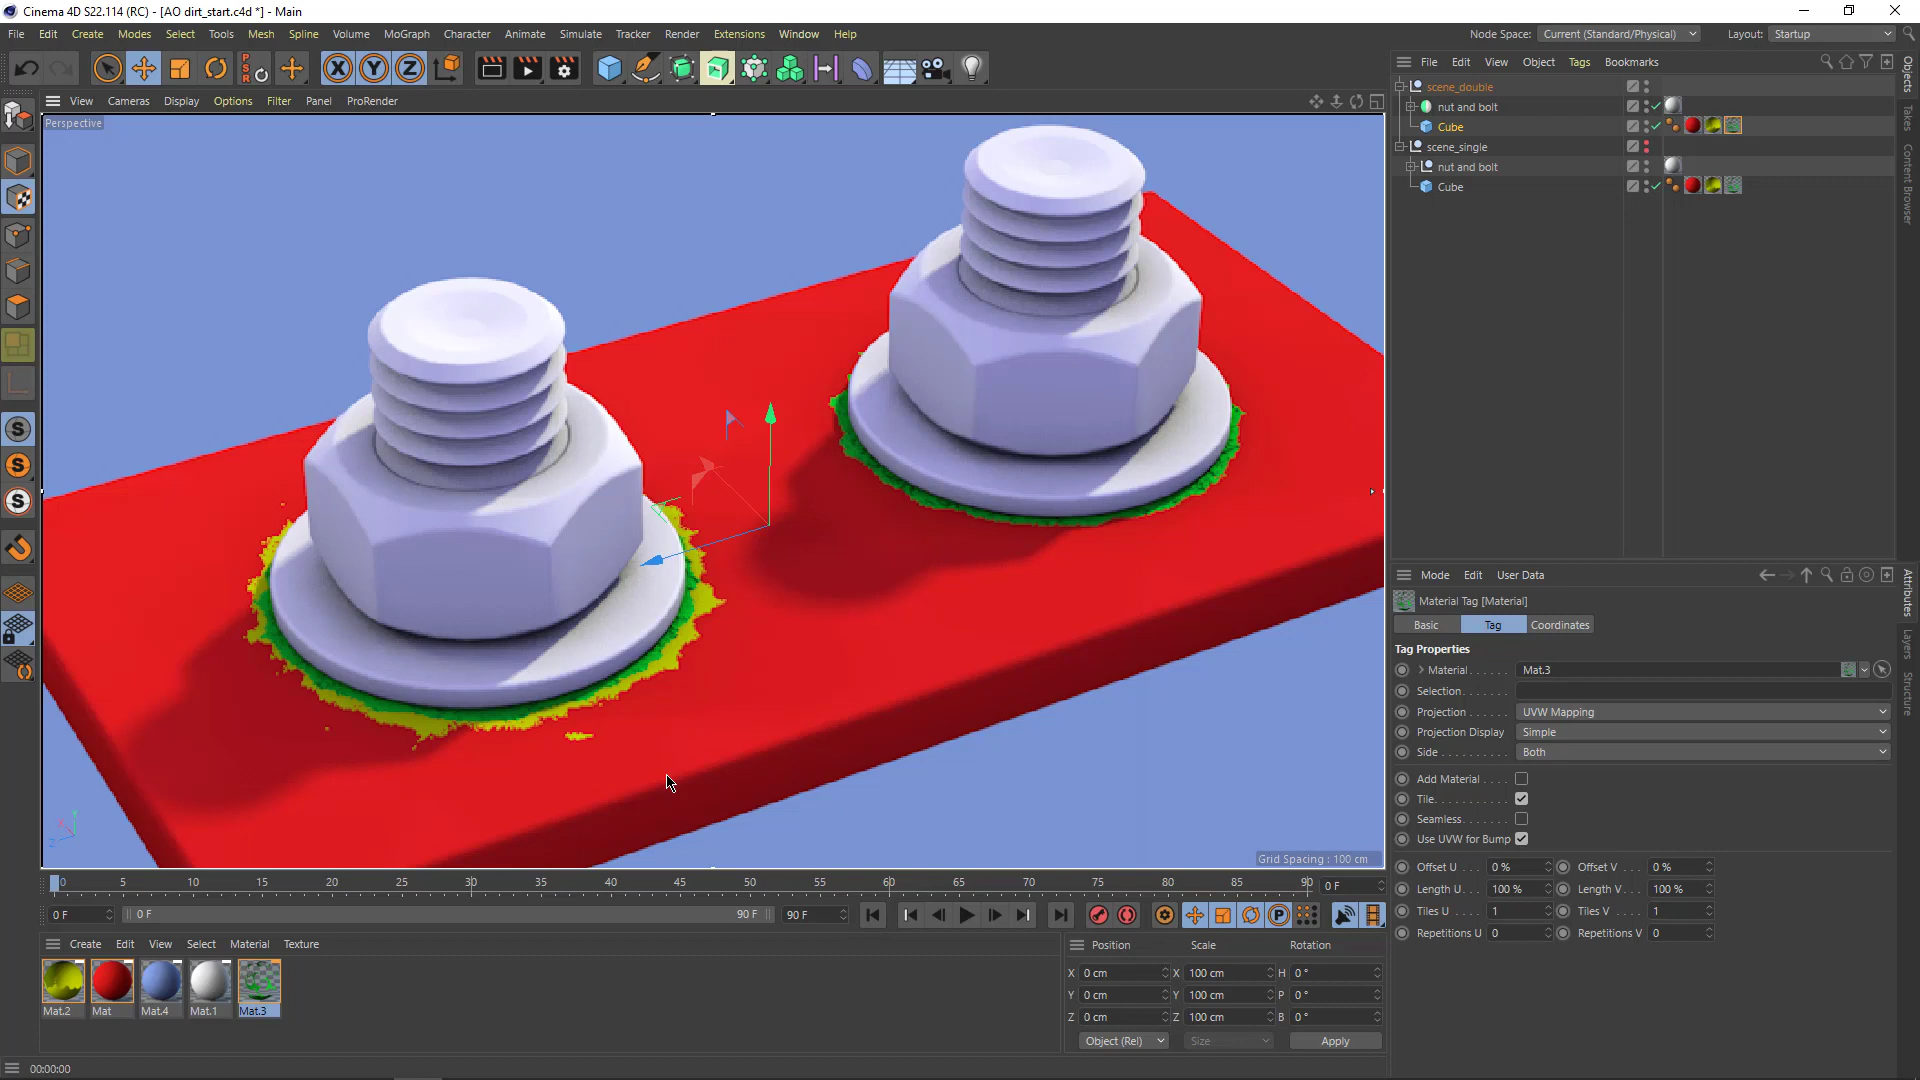 Cinema 4D S22.114 (RC) - [AO dirt_start.c4d *] - Main
File Edit Create Modes Select Tools Mesh Spline Volume MoGraph Character Animate Simulate Tracker Render Extensions Window Help
Node Space: Current (Standard/Physical) Layout: Startup
P S R X Y Z
View Cameras Display Options Filter Panel ProRender
Perspective
S
S
S
Grid Spacing : 100 cm
File Edit View Object Tags Bookmarks
scene_double
nut and bolt
Cube
scene_single
nut and bolt
Cube
Objects
Takes
Content Browser
Mode Edit User Data
Material Tag [Material]
Basic Tag Coordinates
Tag Properties
Material . . . . . . Mat.3
Selection. . . . . .
Projection . . . . . UVW Mapping
Projection Display Simple
Side . . . . . . . . . . Both
Add Material . . . .
Tile. . . . . . . . . . .
Seamless. . . . . . .
Use UVW for Bump
Offset U . . . 0 % Offset V . . . . 0 %
Length U. . . 100 % Length V. . . . 100 %
Tiles U . . . . 1 Tiles V . . . . . 1
Repetitions U 0 Repetitions V 0
Attributes
Layers
Structure
0 5 10 15 20 25 30 35 40 45 50 55 60 65 70 75 80 85 90 0 F
0 F 0 F 90 F 90 F P
Create Edit View Select Material Texture
Mat.2 Mat Mat.4 Mat.1 Mat.3
Position Scale Rotation
X 0 cm X 100 cm H 0 °
Y 0 cm Y 100 cm P 0 °
Z 0 cm Z 100 cm B 0 °
Object (Rel) Size Apply
00:00:00